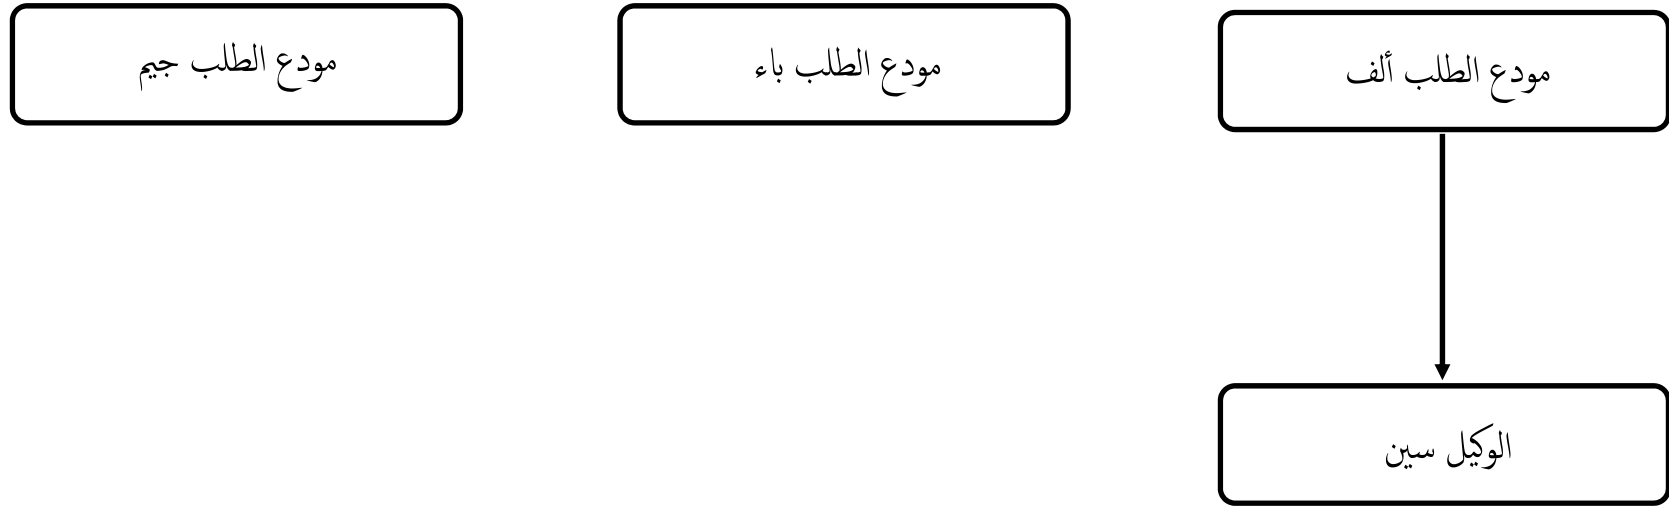 مودع الطلب ألف
مودع الطلب باء
مودع الطلب جيم
الوكيل سين